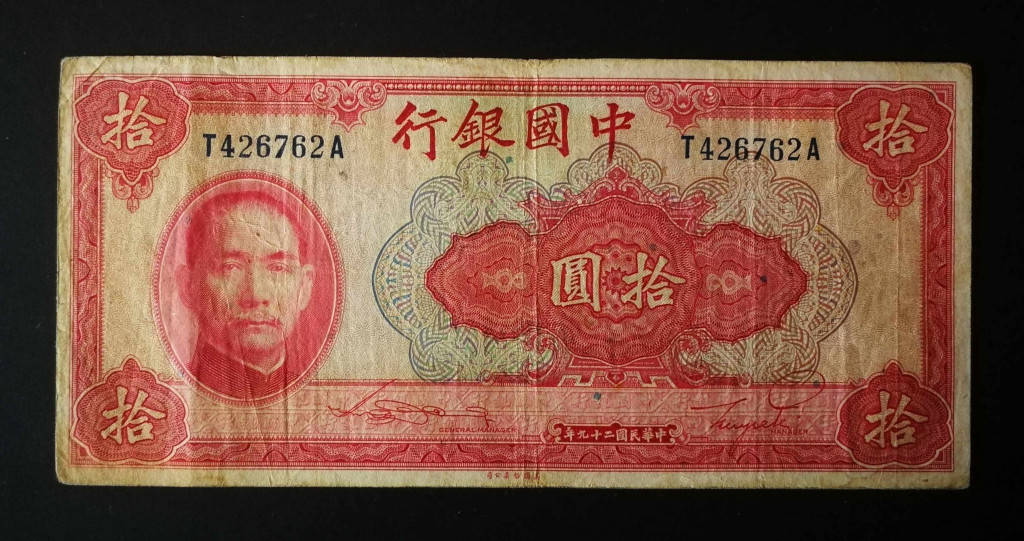 中國銀行
T426762A
T426762A
拾
拾
拾圓
拾
拾
GENERAL MANAGER
中華民國二十九年
MANAGER